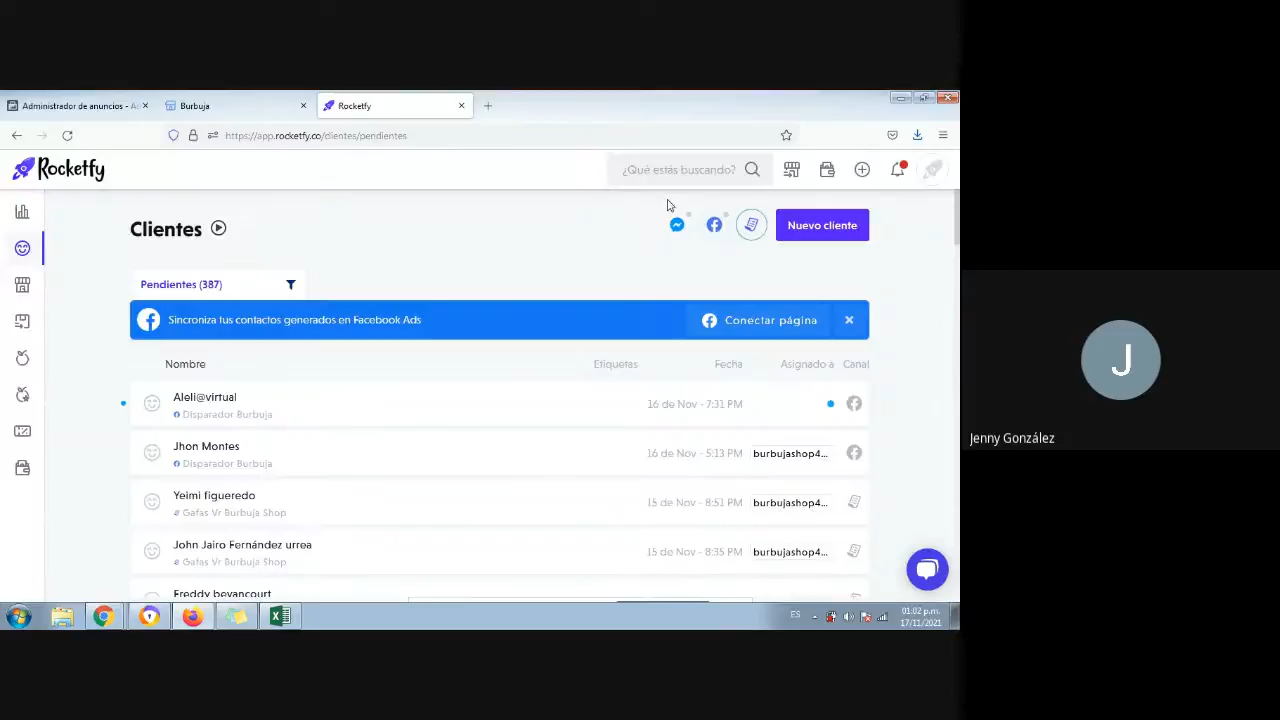 Administrador de anuncios - Ad
Burbuja
Rocketfy
https://app.rocketfy.co/clientes/pendientes
Rocketfy
¿Qué estás buscando?
Clientes
Nuevo cliente
Pendientes (387)
Sincroniza tus contactos generados en Facebook Ads
Conectar página
Nombre Etiquetas Fecha Asignado a Canal
Aleli@virtual
Disparador Burbuja
16 de Nov - 7:31 PM
Jhon Montes
Disparador Burbuja
16 de Nov - 5:13 PM burbujashop4...
Yeimi figueredo
Gafas Vr Burbuja Shop
15 de Nov - 8:51 PM burbujashop4...
John Jairo Fernández urrea
Gafas Vr Burbuja Shop
15 de Nov - 8:35 PM burbujashop4...
Freddy bevancourt
ES
01:02 p.m.
17/11/2021
J
Jenny González